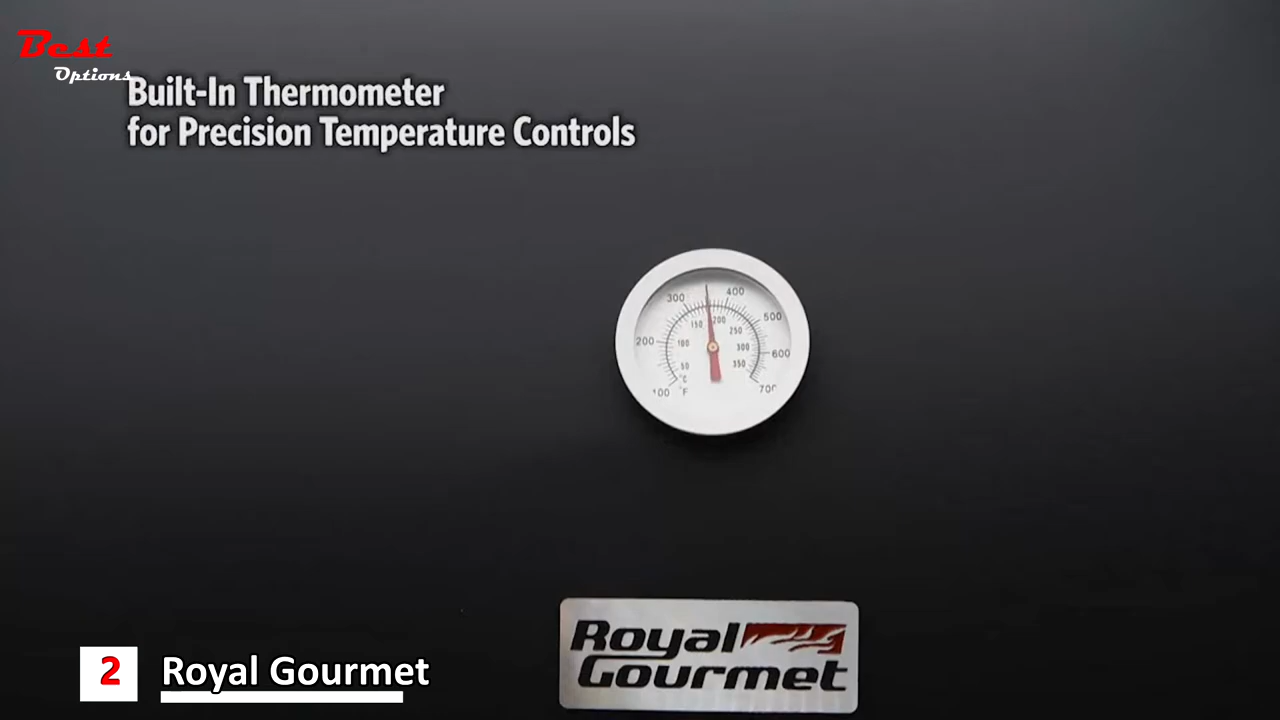 Best
Options
Built-In Thermometer
for Precision Temperature Controls
300 400
500
150 200
250
200 100 300 600
50 350
°C
100 °F 700
Royal
Gourmet
2 Royal Gourmet